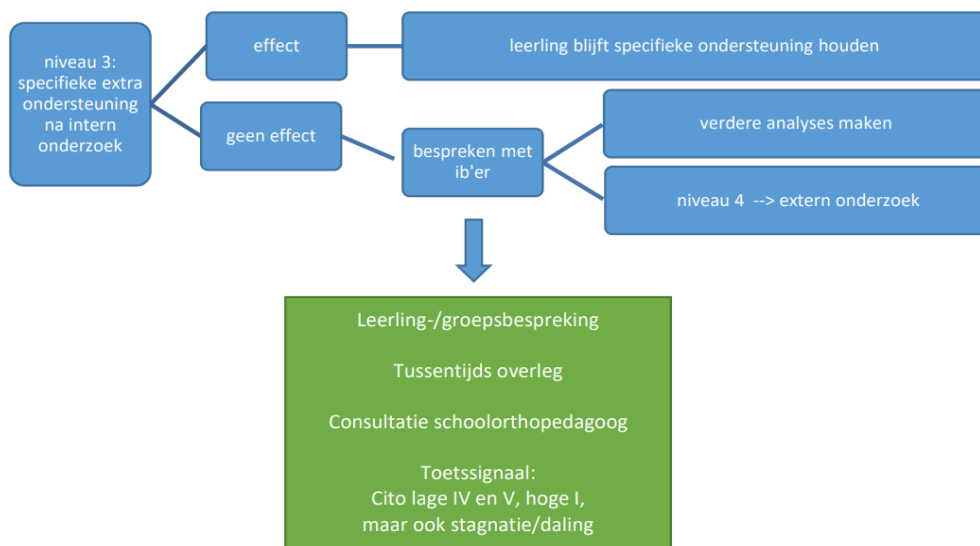 niveau 3:
specifieke extra
ondersteuning
na intern
onderzoek
effect
leerling blijft specifieke ondersteuning houden
geen effect
bespreken met
ib'er
verdere analyses maken
niveau 4 --> extern onderzoek
Leerling-/groepsbespreking
Tussentijds overleg
Consultatie schoolorthopedagoog
Toetssignaal:
Cito lage IV en V, hoge I,
maar ook stagnatie/daling